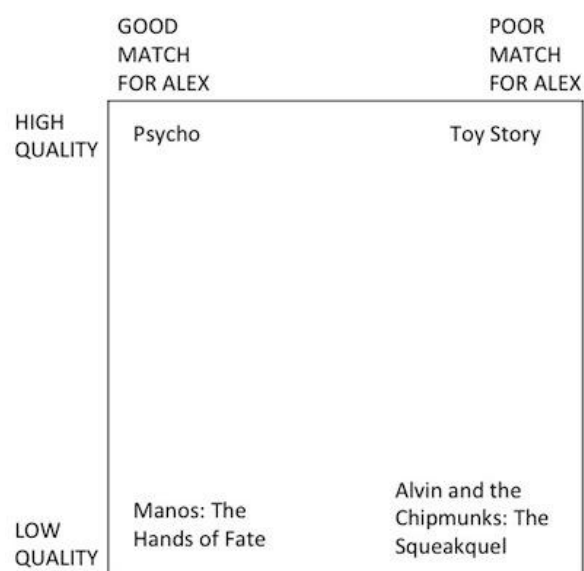 GOOD
MATCH
FOR ALEX
POOR
MATCH
FOR ALEX
HIGH
QUALITY
Psycho
Toy Story
LOW
QUALITY
Manos: The
Hands of Fate
Alvin and the
Chipmunks: The
Squeakquel